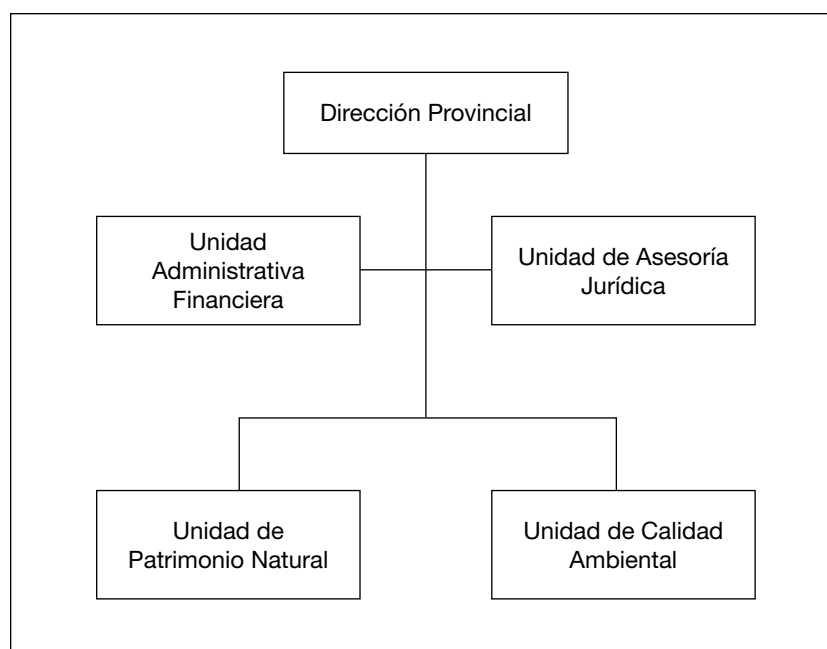 Dirección Provincial
Unidad
Administrativa
Financiera
Unidad de Asesoría
Jurídica
Unidad de
Patrimonio Natural
Unidad de Calidad
Ambiental